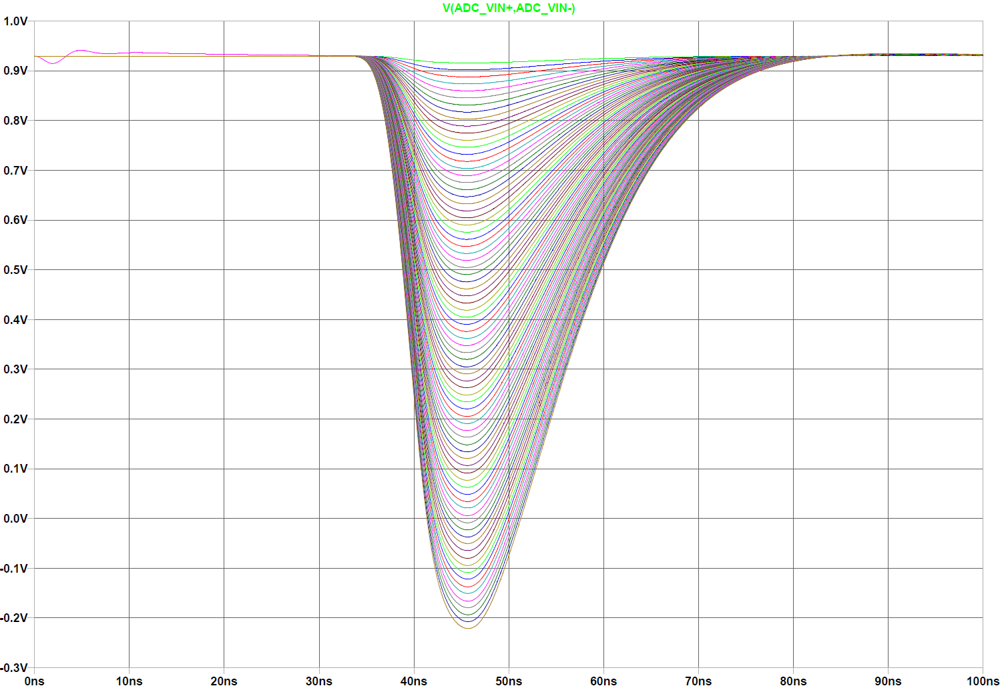 V(ADC_VIN+,ADC_VIN-)
1.0V
0.9V
0.8V
0.7V
0.6V
0.5V
0.4V
0.3V
0.2V
0.1V
0.0V
-0.1V
-0.2V
-0.3V
0ns 10ns 20ns 30ns 40ns 50ns 60ns 70ns 80ns 90ns 100ns